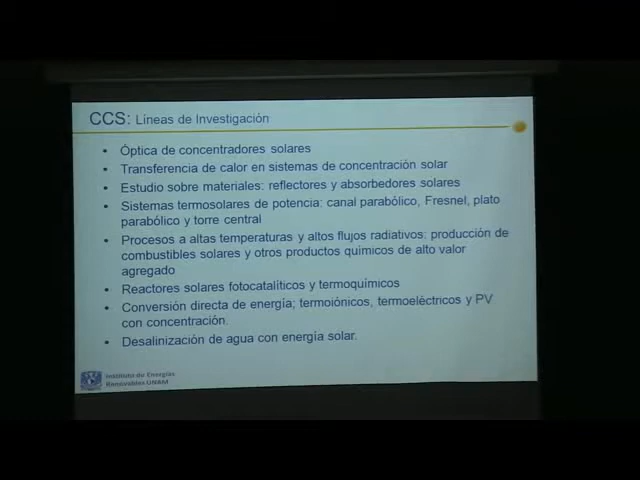 CCS: Líneas de Investigación
• Óptica de concentradores solares
• Transferencia de calor en sistemas de concentración solar
• Estudio sobre materiales: reflectores y absorbedores solares
• Sistemas termosolares de potencia: canal parabólico, Fresnel, plato
parabólico y torre central
• Procesos a altas temperaturas y altos flujos radiativos: producción de
combustibles solares y otros productos químicos de alto valor
agregado
• Reactores solares fotocatalíticos y termoquímicos
• Conversión directa de energía; termoiónicos, termoeléctricos y PV
con concentración.
• Desalinización de agua con energía solar.
Instituto de Energías
Renovables UNAM